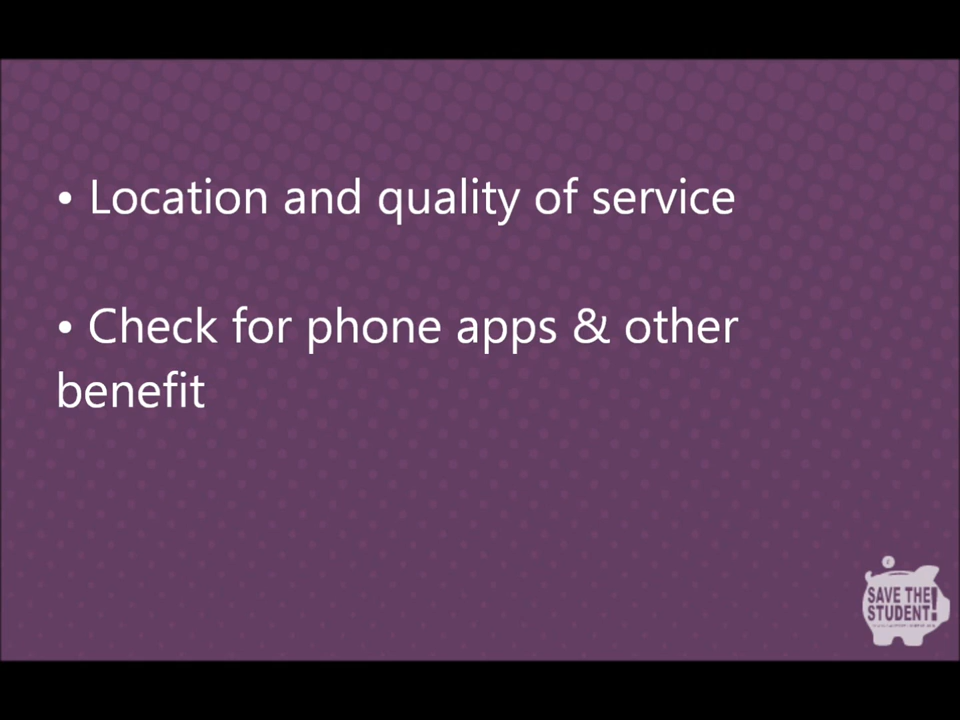 • Location and quality of service
• Check for phone apps & other
benefit
SAVE THE
STUDENT!